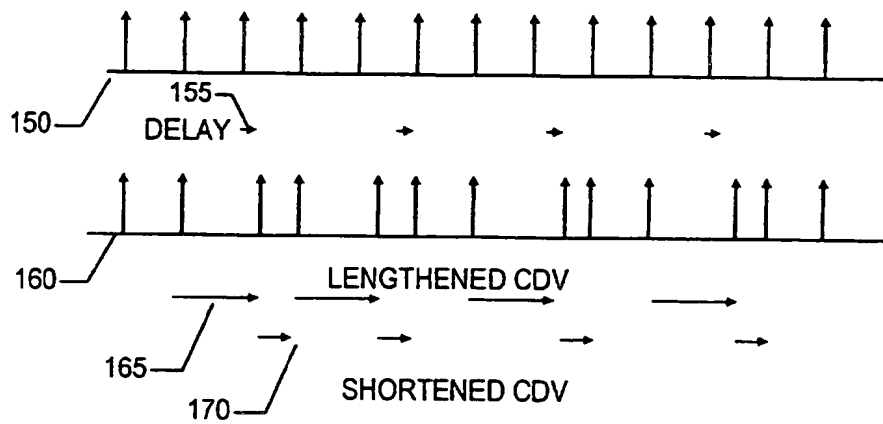 155
150
DELAY
160
LENGTHENED CDV
165
170
SHORTENED CDV